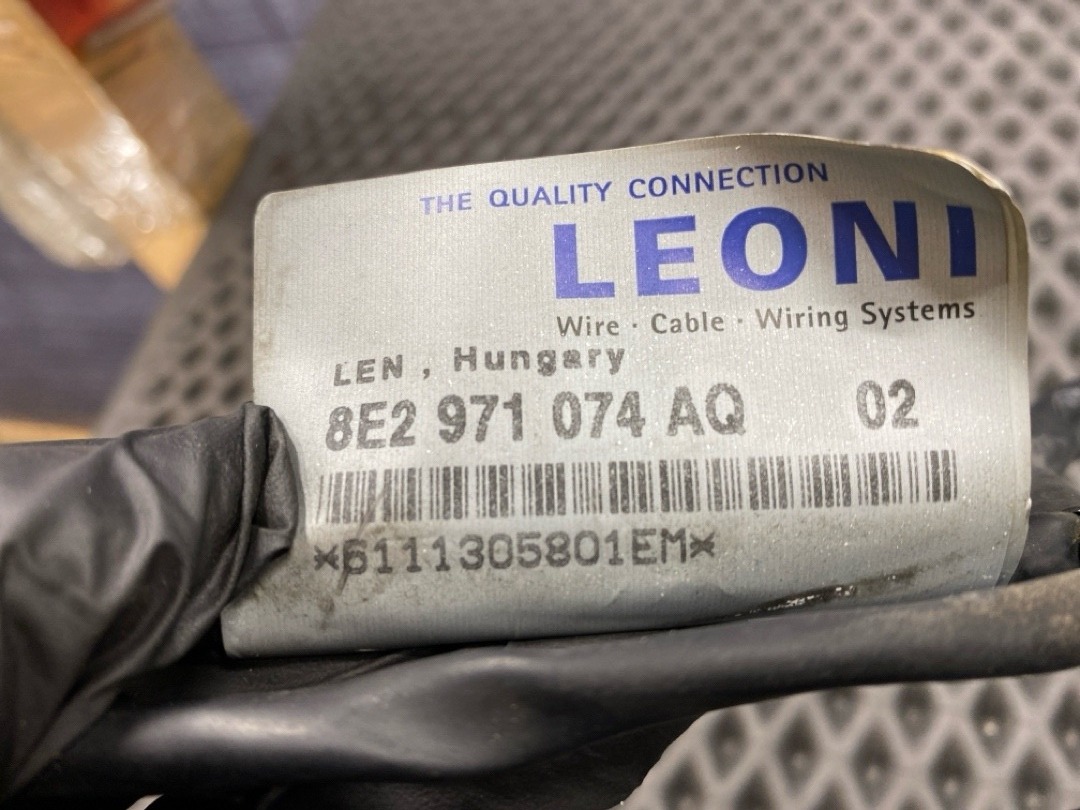 THE QUALITY CONNECTION
LEONI
Wire · Cable · Wiring Systems
LEN , Hungary
8E2 971 074 AQ 02
*6111305801EM*